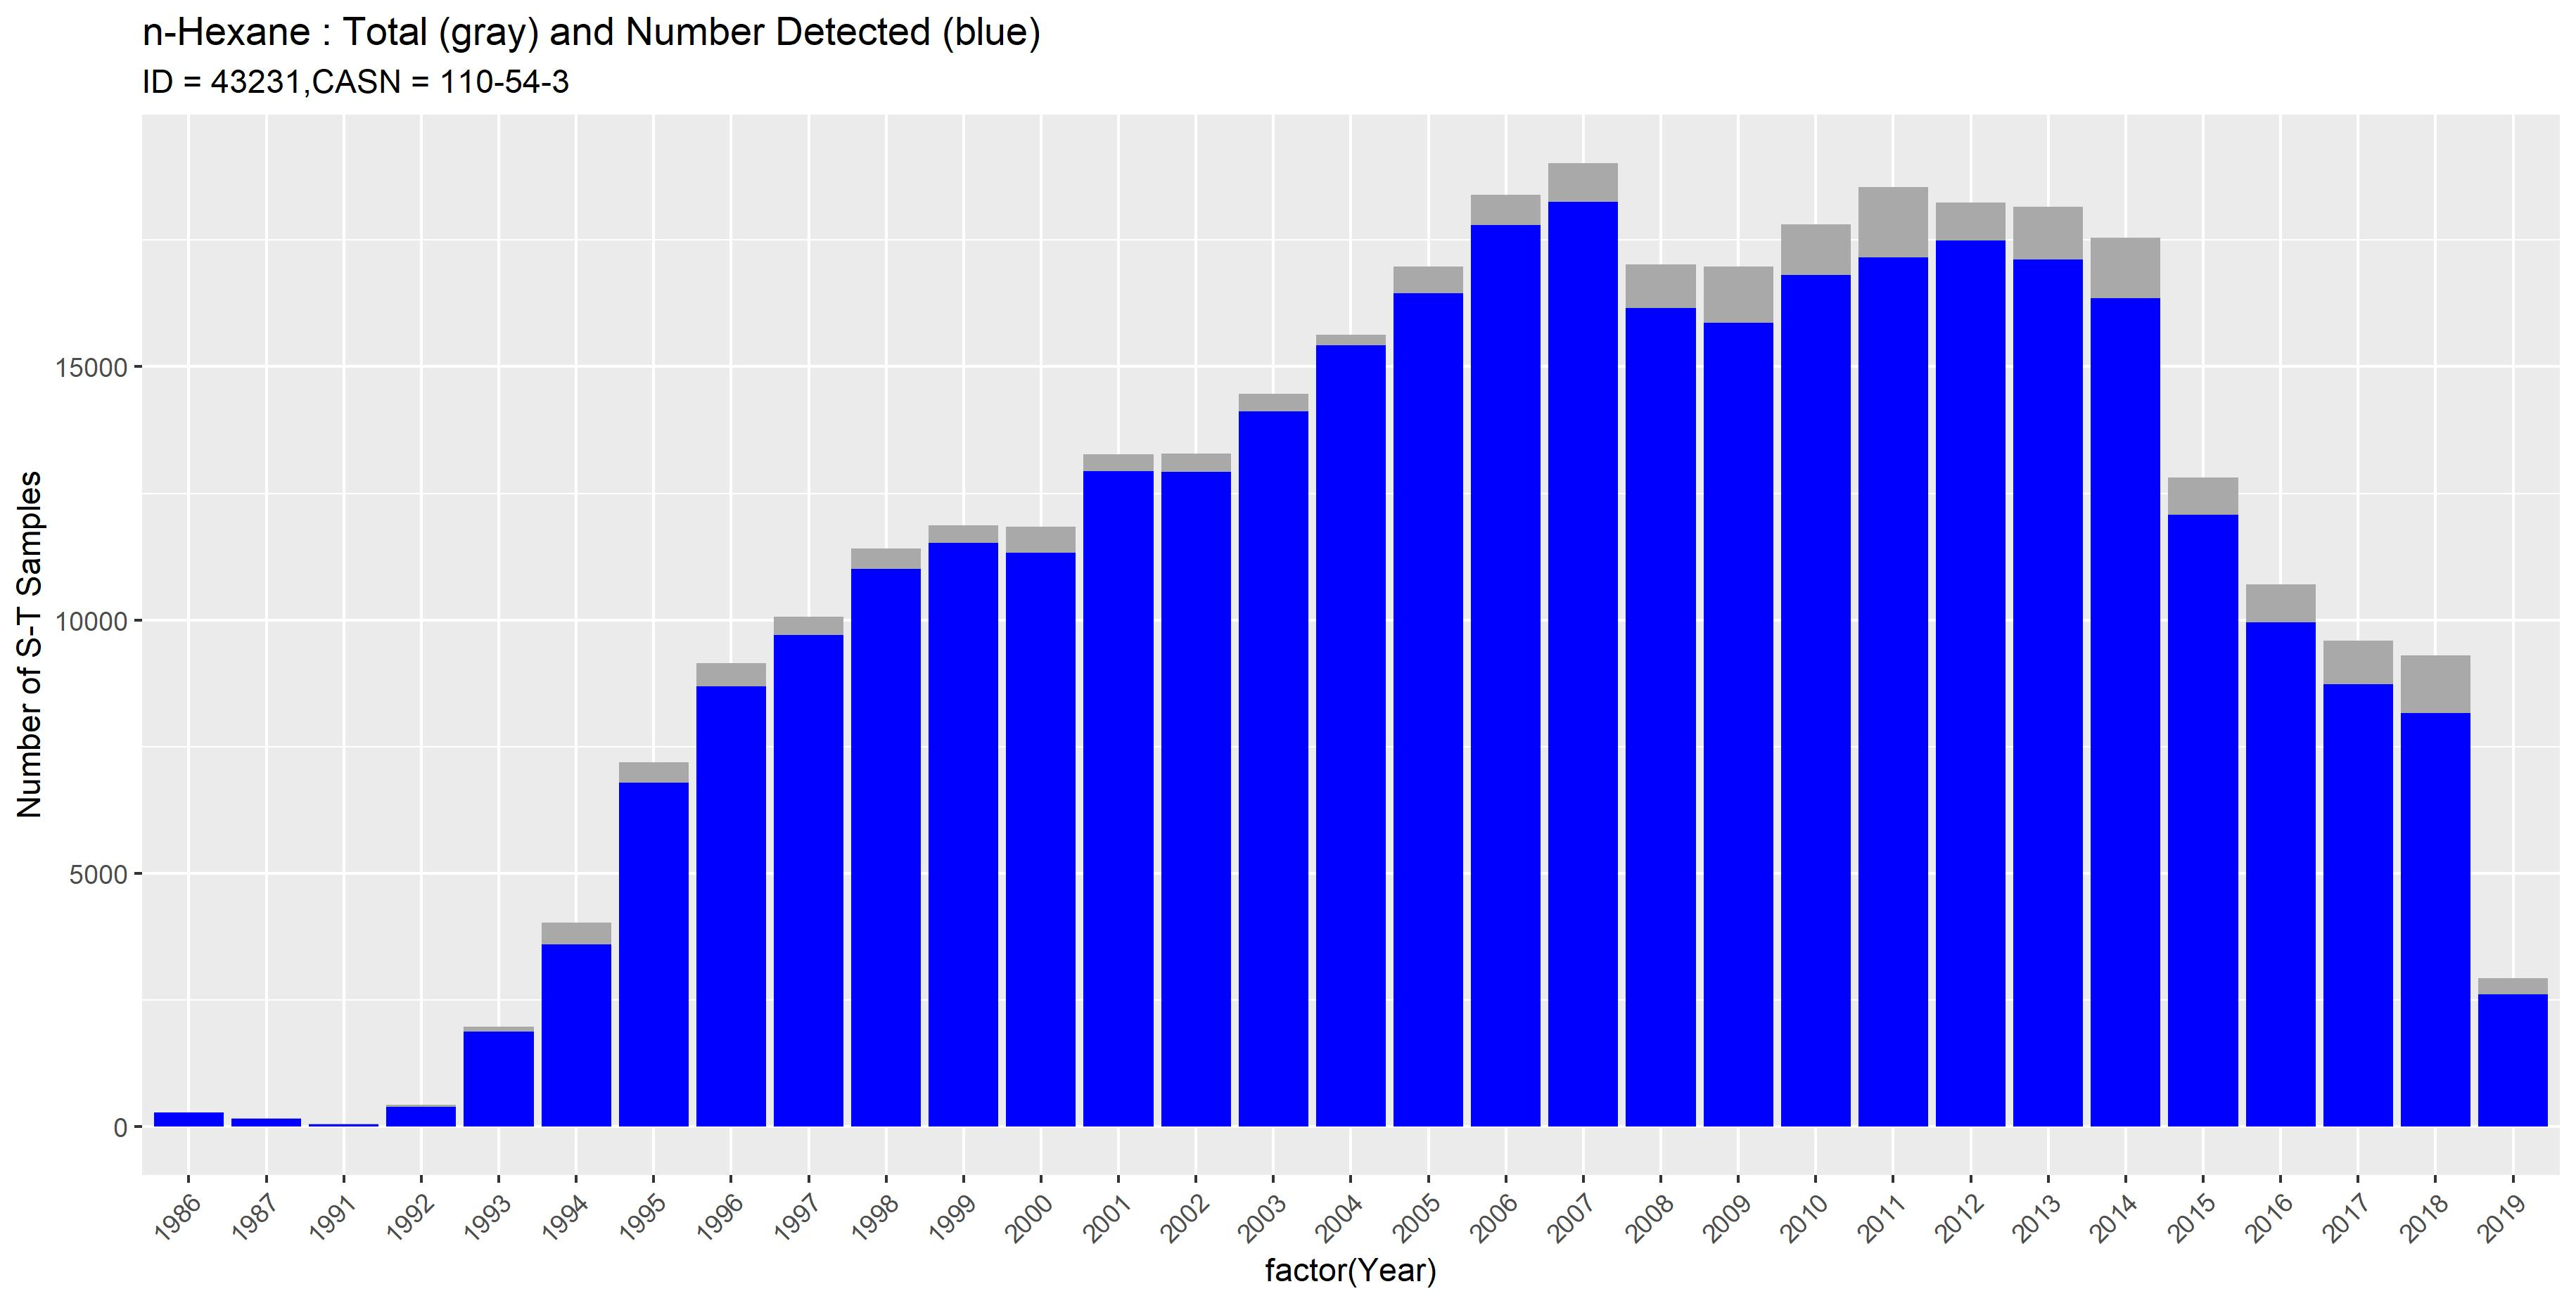 n-Hexane : Total (gray) and Number Detected (blue)
ID = 43231,CASN = 110-54-3
Number of S-T Samples
15000
10000
5000
0
1986 1987 1991 1992 1993 1994 1995 1996 1997 1998 1999 2000 2001 2002 2003 2004 2005 2006 2007 2008 2009 2010 2011 2012 2013 2014 2015 2016 2017 2018 2019
factor(Year)